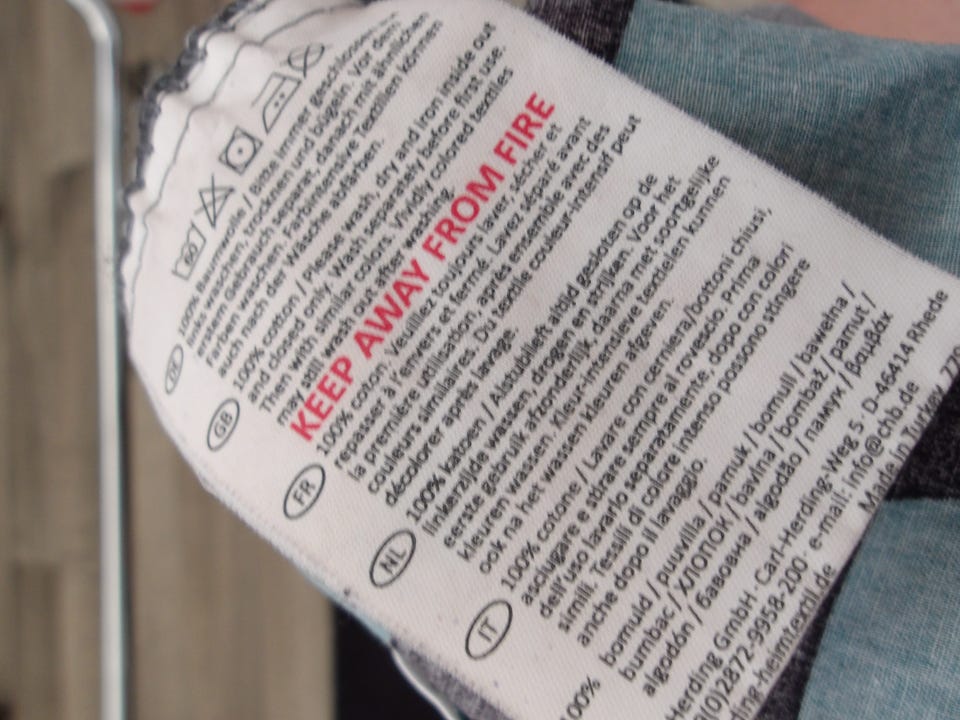 60
DE 100% Baumwolle / Bitte immer geschlossen,
links waschen, trocknen und bügeln. Vor dem
ersten Gebrauch separat, danach mit ähnlichen
Farben waschen. Farbintensive Textilien können
auch nach der Wäsche abfärben.
GB 100% cotton / Please wash, dry and iron inside out
and closed only. Wash separately before first use.
Then with similar colors. Vividly colored textiles
may still wash out after washing.
KEEP AWAY FROM FIRE
FR 100% coton. Veuillez toujours laver, sécher et
repasser à l'envers et fermé. Lavez séparé avant
la première utilisation, après ensemble avec des
couleurs similaires. Du textile couleur-intensif peut
décolorer après lavage.
NL 100% katoen / Alstublieft altijd gesloten op de
linkerzijde wassen, drogen en strijken. Voor het
eerste gebruik afzonderlijk, daarna met soortgelijke
kleuren wassen. Kleur-intensieve textielen kunnen
ook na het wassen kleuren afgeven.
IT 100% cotone / Lavare con cerniera/bottoni chiusi,
asciugare e stirare sempre al rovescio. Prima
dell'uso lavarlo separatamente, dopo con colori
simili. Tessili di colore intenso possono stingere
anche dopo il lavaggio.
100% bomuld / puuvilla / pamuk / bomull / bawełna /
bumbac / ХЛОПОК / bavlna / bombaž / pamut /
algodón / бавовна / algodão / памук / βαμβάκ
Herding GmbH · Carl-Herding-Weg 5 · D-46414 Rhede
(0)2872-9958-200 · e-mail: info@chb.de
ding-heimtextil.de Made in Turkey